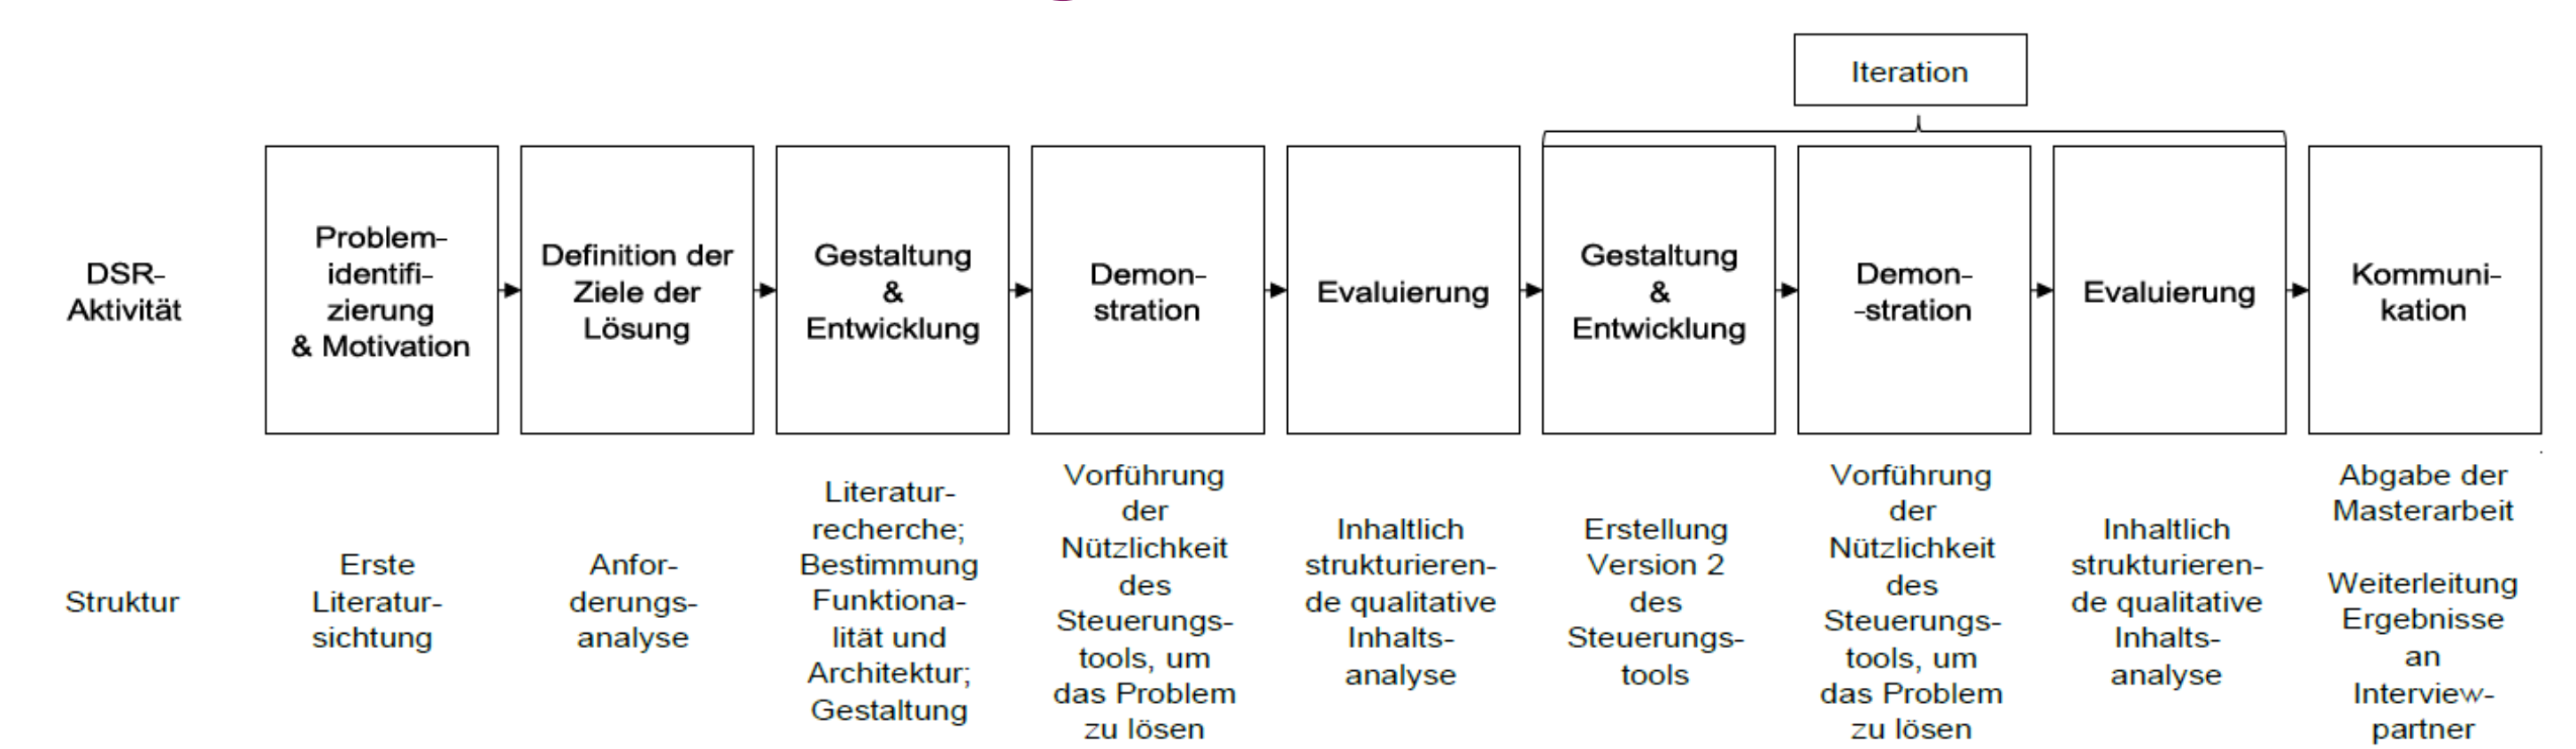 Iteration
DSR-
Aktivität
Problem-
identifi-
zierung
& Motivation
Definition der
Ziele der
Lösung
Gestaltung
&
Entwicklung
Demon-
stration
Evaluierung
Gestaltung
&
Entwicklung
Demon-
-stration
Evaluierung
Kommuni-
kation
Struktur
Erste
Literatur-
sichtung
Anfor-
derungs-
analyse
Literatur-
recherche;
Bestimmung
Funktiona-
lität und
Architektur;
Gestaltung
Vorführung
der
Nützlichkeit
des
Steuerungs-
tools, um
das Problem
zu lösen
Inhaltlich
strukturieren-
de qualitative
Inhalts-
analyse
Erstellung
Version 2
des
Steuerungs-
tools
Vorführung
der
Nützlichkeit
des
Steuerungs-
tools, um
das Problem
zu lösen
Inhaltlich
strukturieren-
de qualitative
Inhalts-
analyse
Abgabe der
Masterarbeit
Weiterleitung
Ergebnisse
an
Interview-
partner